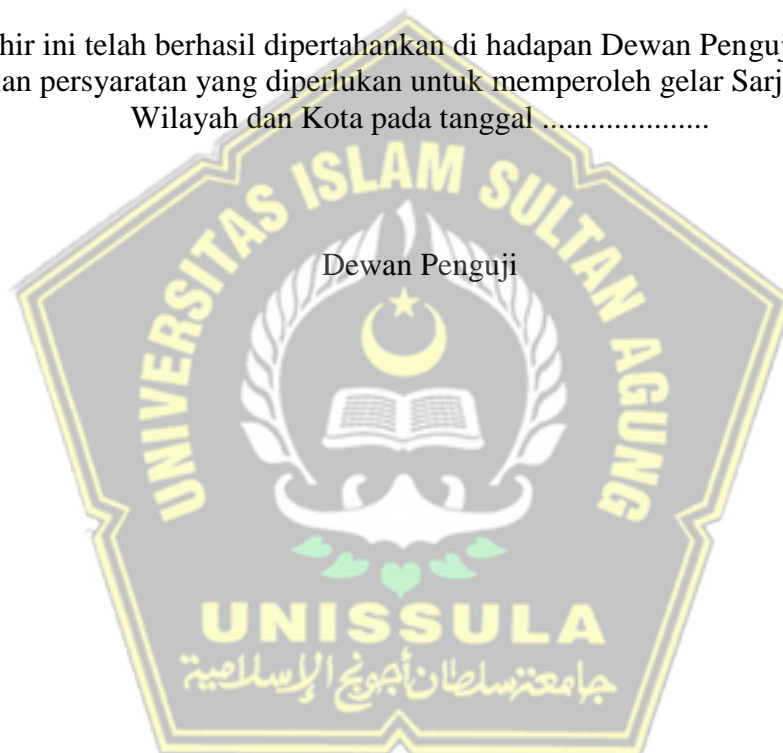 hir ini telah berhasil dipertahankan di hadapan Dewan Penguj
an persyaratan yang diperlukan untuk memperoleh gelar Sarj
Wilayah dan Kota pada tanggal .....................
UNIVERSITAS ISLAM SULTAN AGUNG
Dewan Penguji
UNISSULA
جامعة سلطان أجونج الإسلامية